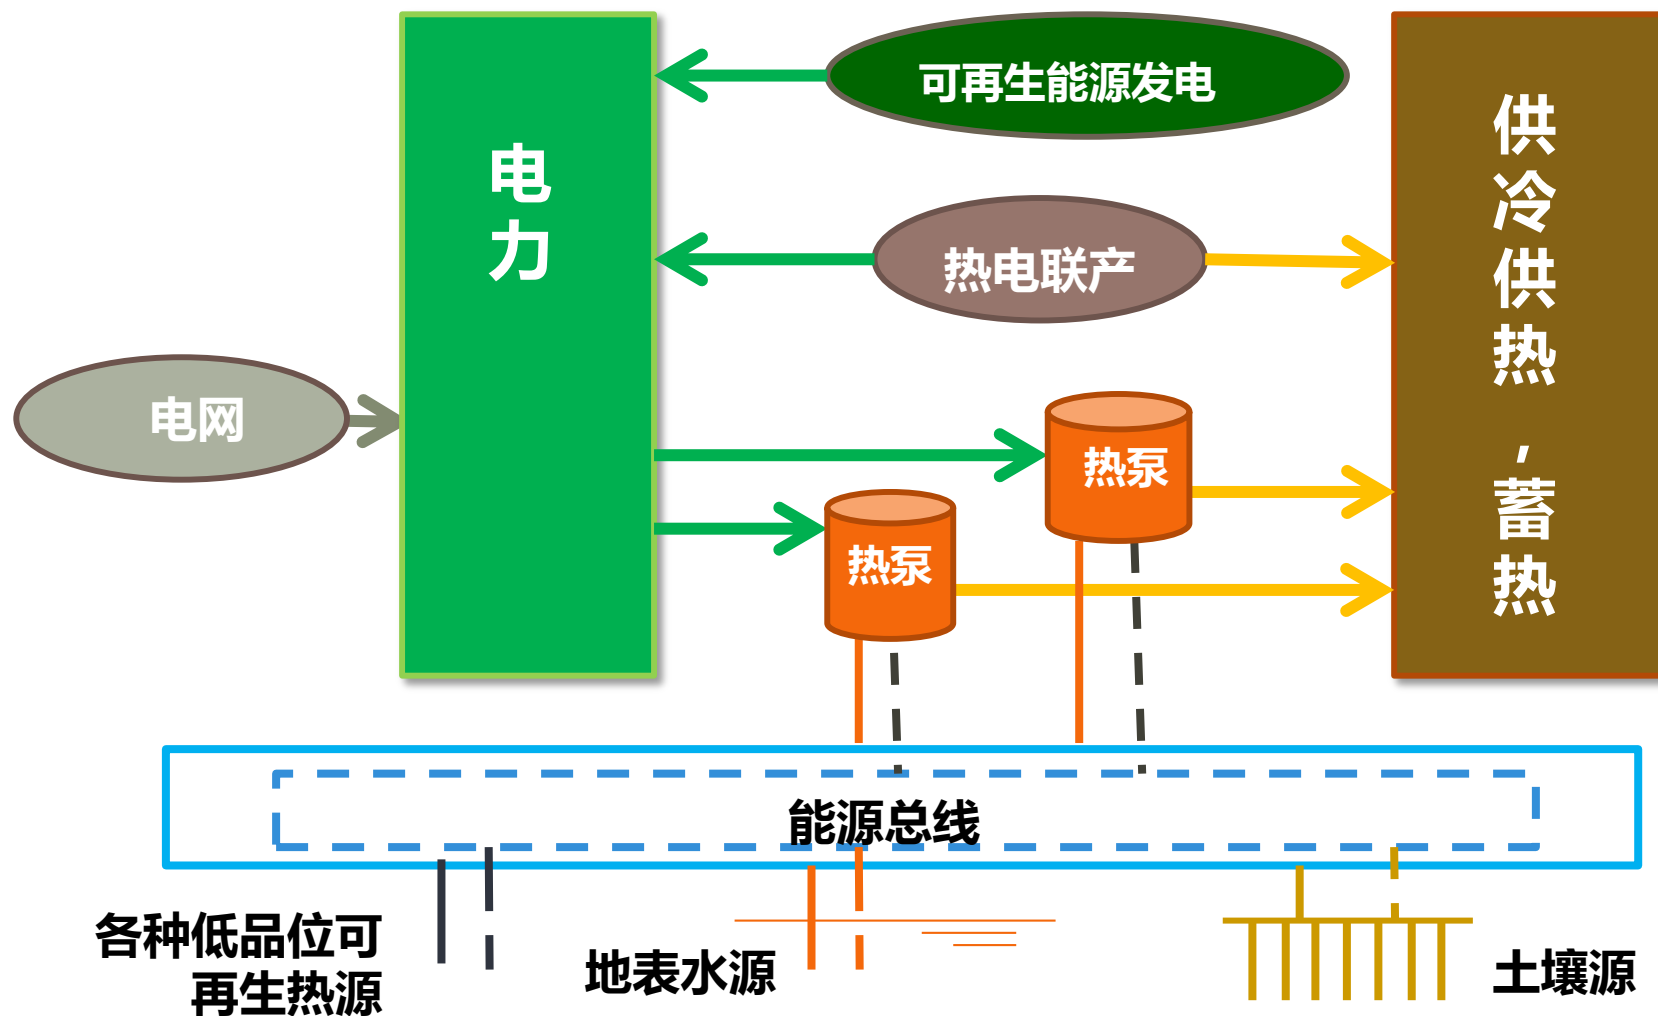 可再生能源发电
电
力
供
冷
供
热
，
蓄
热
热电联产
电网
热泵
热泵
能源总线
各种低品位可
再生热源
地表水源
土壤源